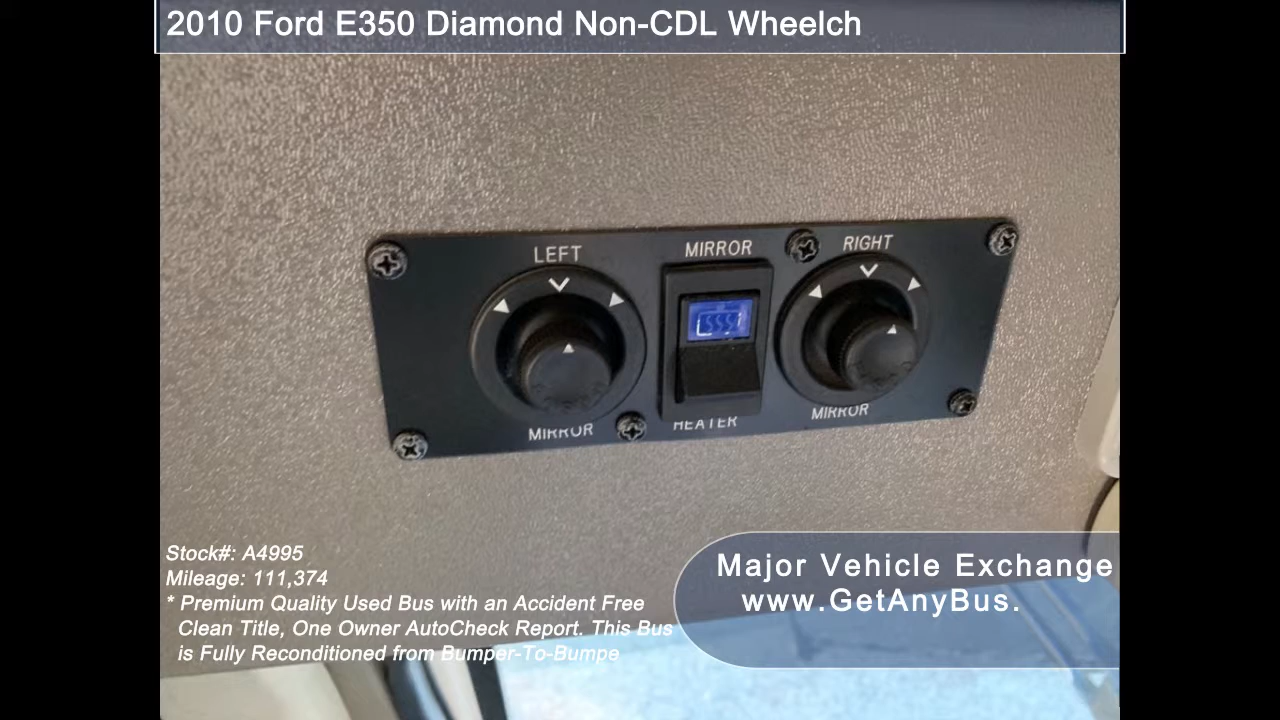 2010 Ford E350 Diamond Non-CDL Wheelch
LEFT
MIRROR
RIGHT
MIRROR
HEATER
MIRROR
Stock#: A4995
Mileage: 111,374
* Premium Quality Used Bus with an Accident Free
Clean Title, One Owner AutoCheck Report. This Bus
is Fully Reconditioned from Bumper-To-Bumpe
Major Vehicle Exchange
www.GetAnyBus.